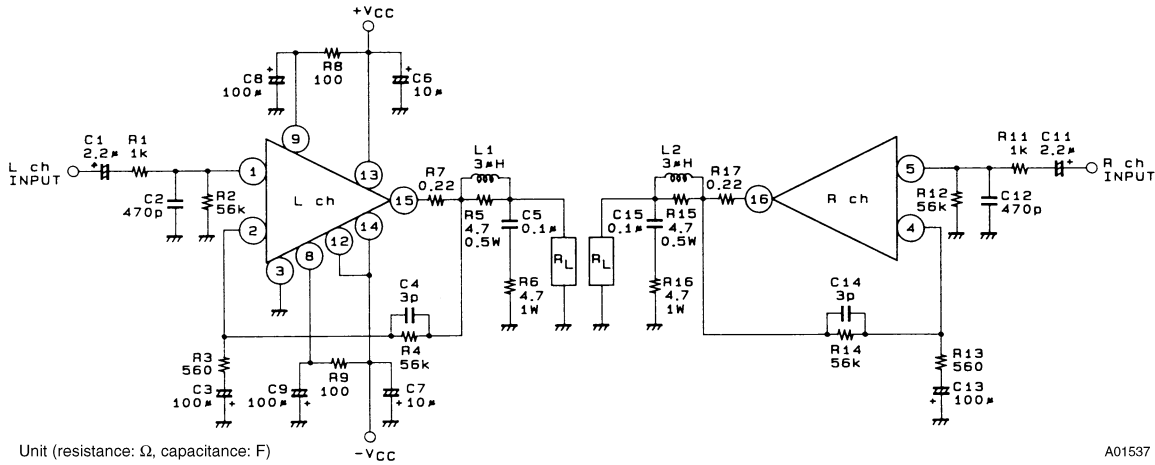 +VCC
R8
100
C8
100μ
C6
10μ
9
C1
2.2μ
R1
1k
L ch
INPUT
1
13
C2
470p
R2
56k
L ch
2
15
14
12
8
3
R7
0.22
L1
3μH
R5
4.7
0.5W
C5
0.1μ
R6
4.7
1W
RL
RL
L2
3μH
R17
0.22
C15
0.1μ
R15
4.7
0.5W
R16
4.7
1W
16
R ch
5
4
R11
1k
C11
2.2μ
R ch
INPUT
R12
56k
C12
470p
C4
3p
R4
56k
C14
3p
R14
56k
R3
560
C3
100μ
C9
100μ
R9
100
C7
10μ
R13
560
C13
100μ
-VCC
Unit (resistance: Ω, capacitance: F)
A01537